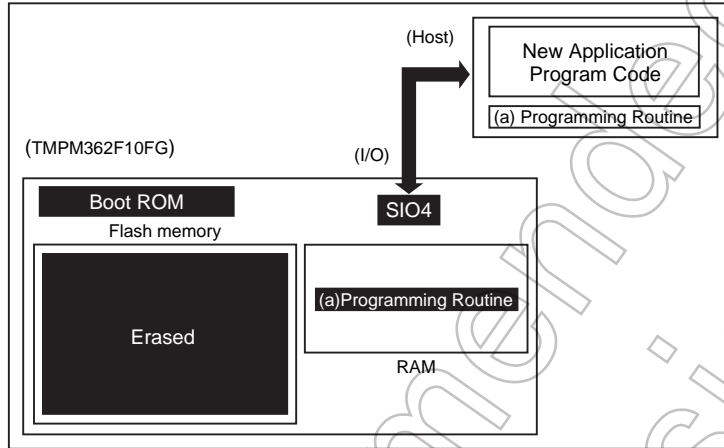 (Host)
New Application
Program Code
(a) Programming Routine
(TMPM362F10FG)
(I/O)
Boot ROM
SIO4
Flash memory
(a)Programming Routine
Erased
RAM